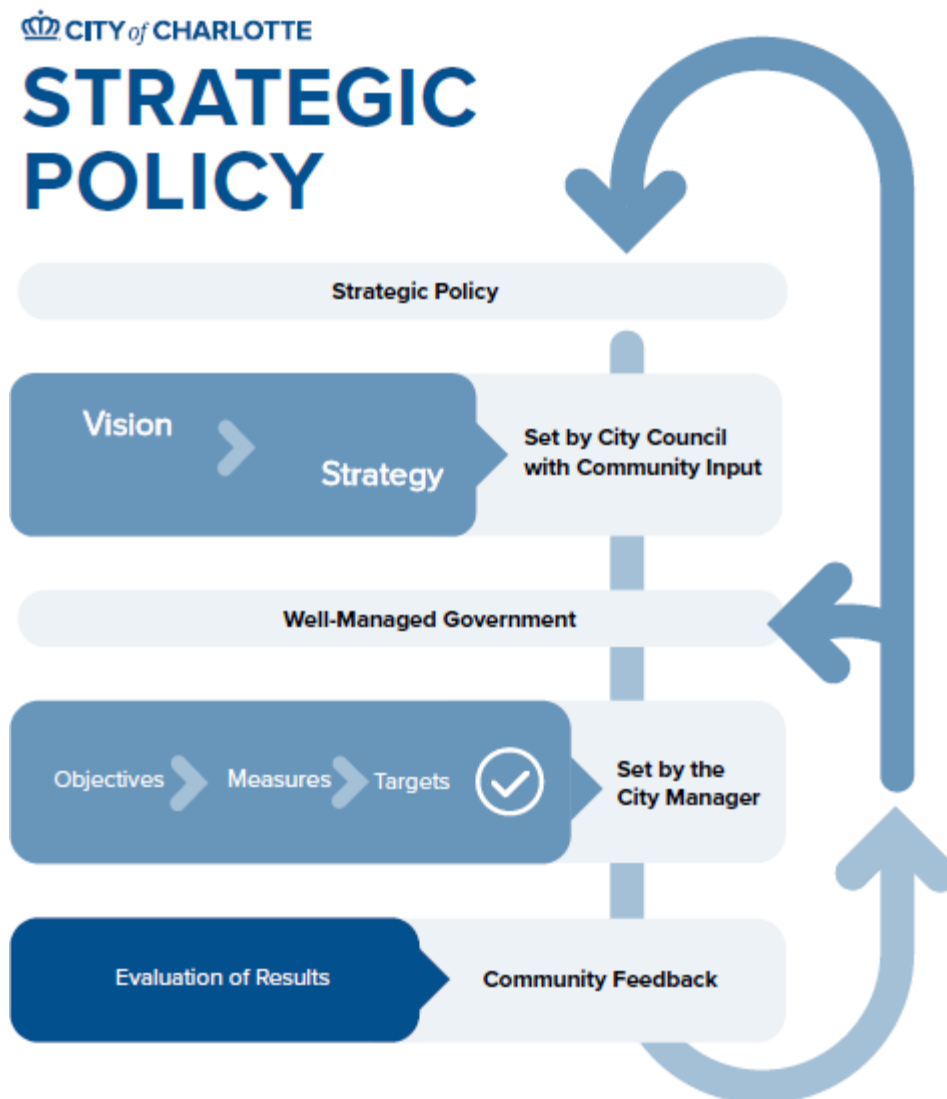 CITY of CHARLOTTE
STRATEGIC
POLICY
Strategic Policy
Vision
Strategy
Set by City Council
with Community Input
Well-Managed Government
Objectives
Measures
Targets
Set by the
City Manager
Evaluation of Results
Community Feedback